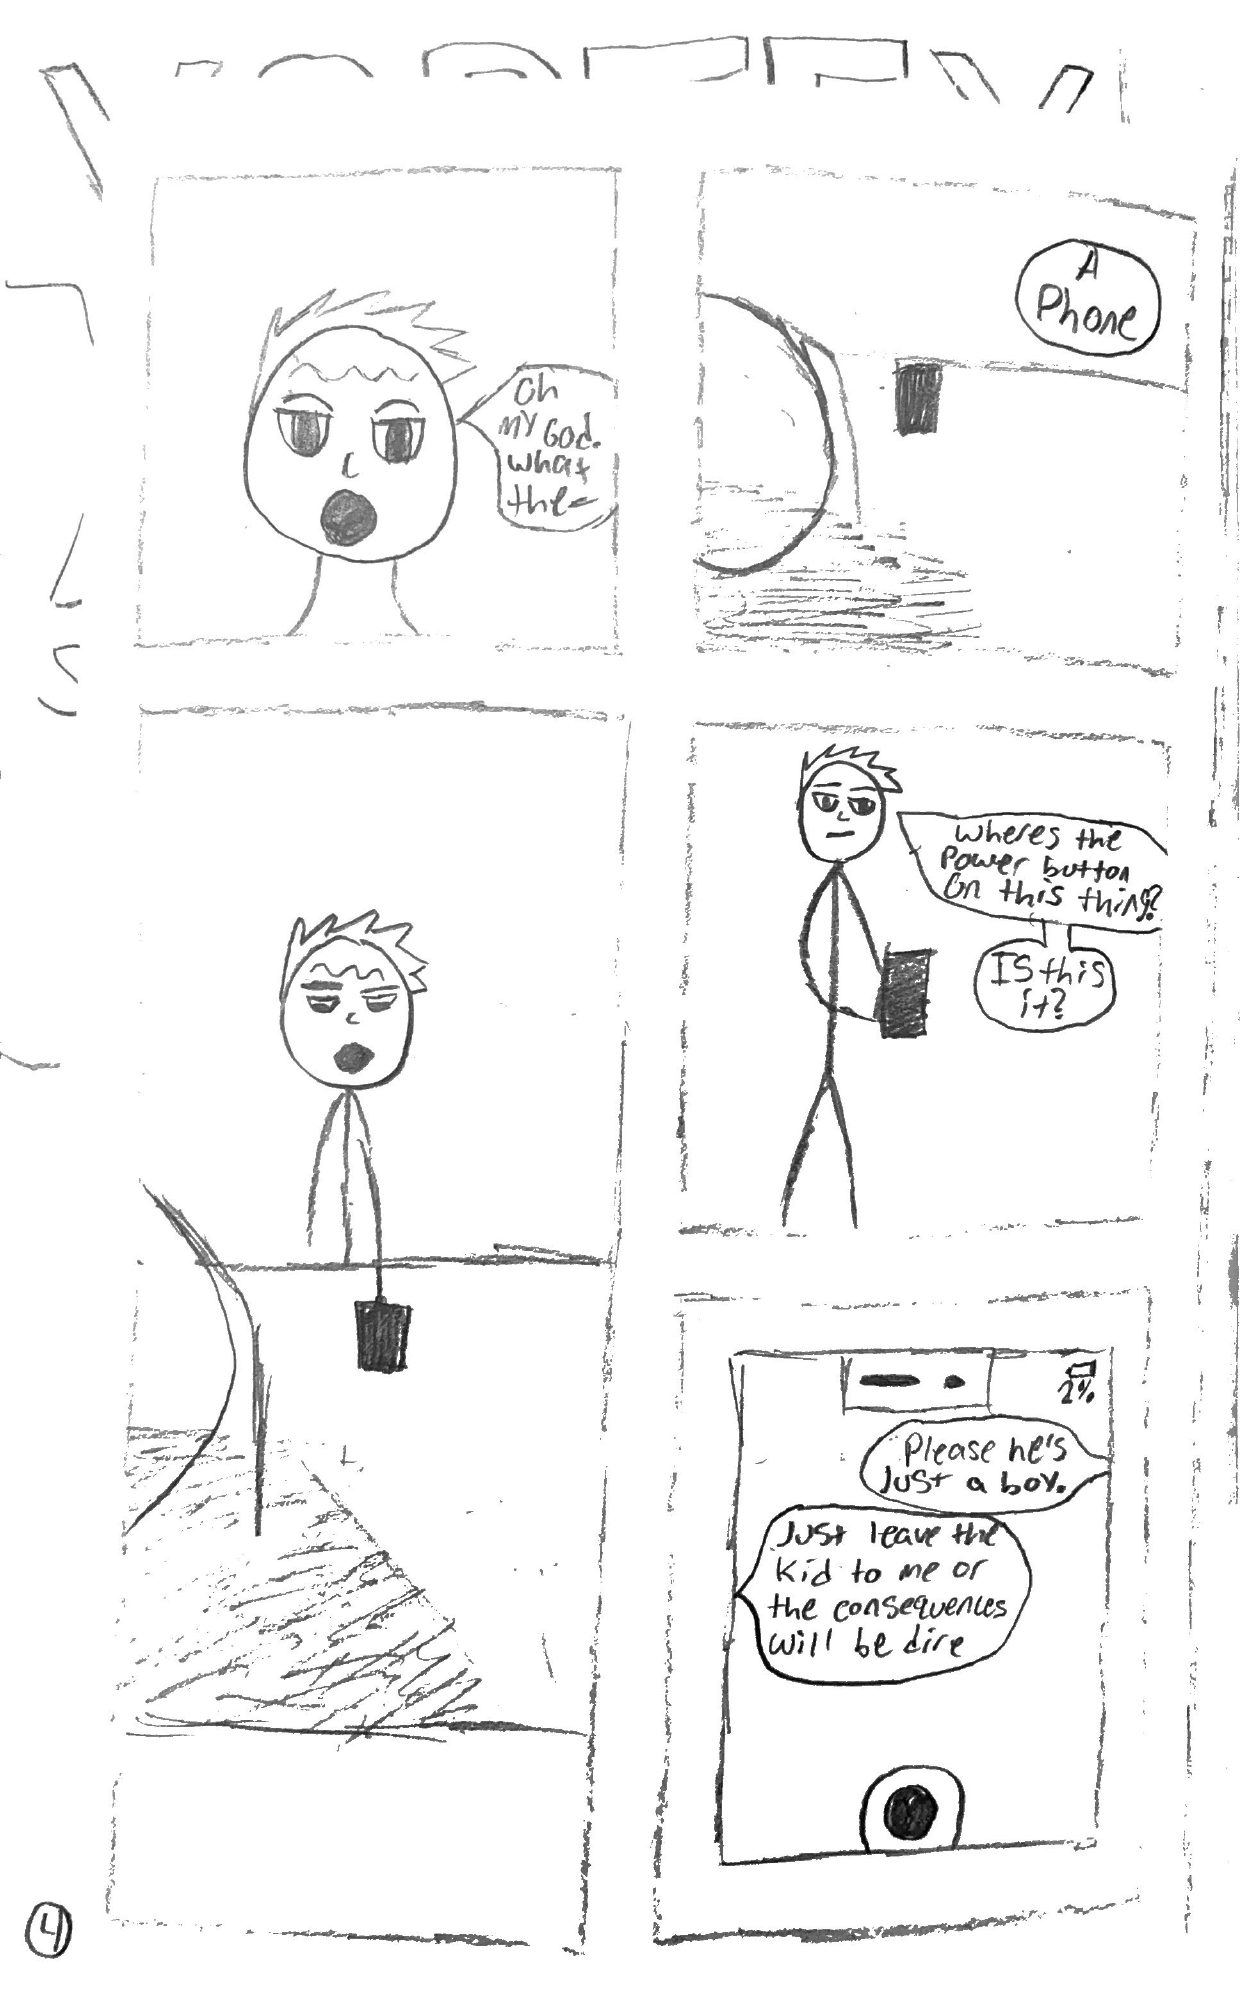 Oh
MY GOD.
What
the-
A
Phone
Wheres the
Power button
On this thing?
IS this
it?
2%
Please he's
Just a boy.
Just leave the
Kid to me or
the consequences
will be dire
4